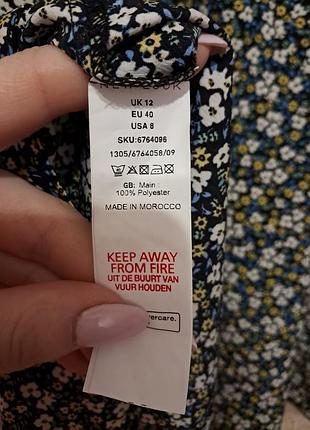 UK 12
EU 40
USA 8
SKU:6764096
1305/6764058/09
GB: Main :
100% Polyester
MADE IN MOROCCO
KEEP AWAY
FROM FIRE
UIT DE BUURT VAN
VUUR HOUDEN